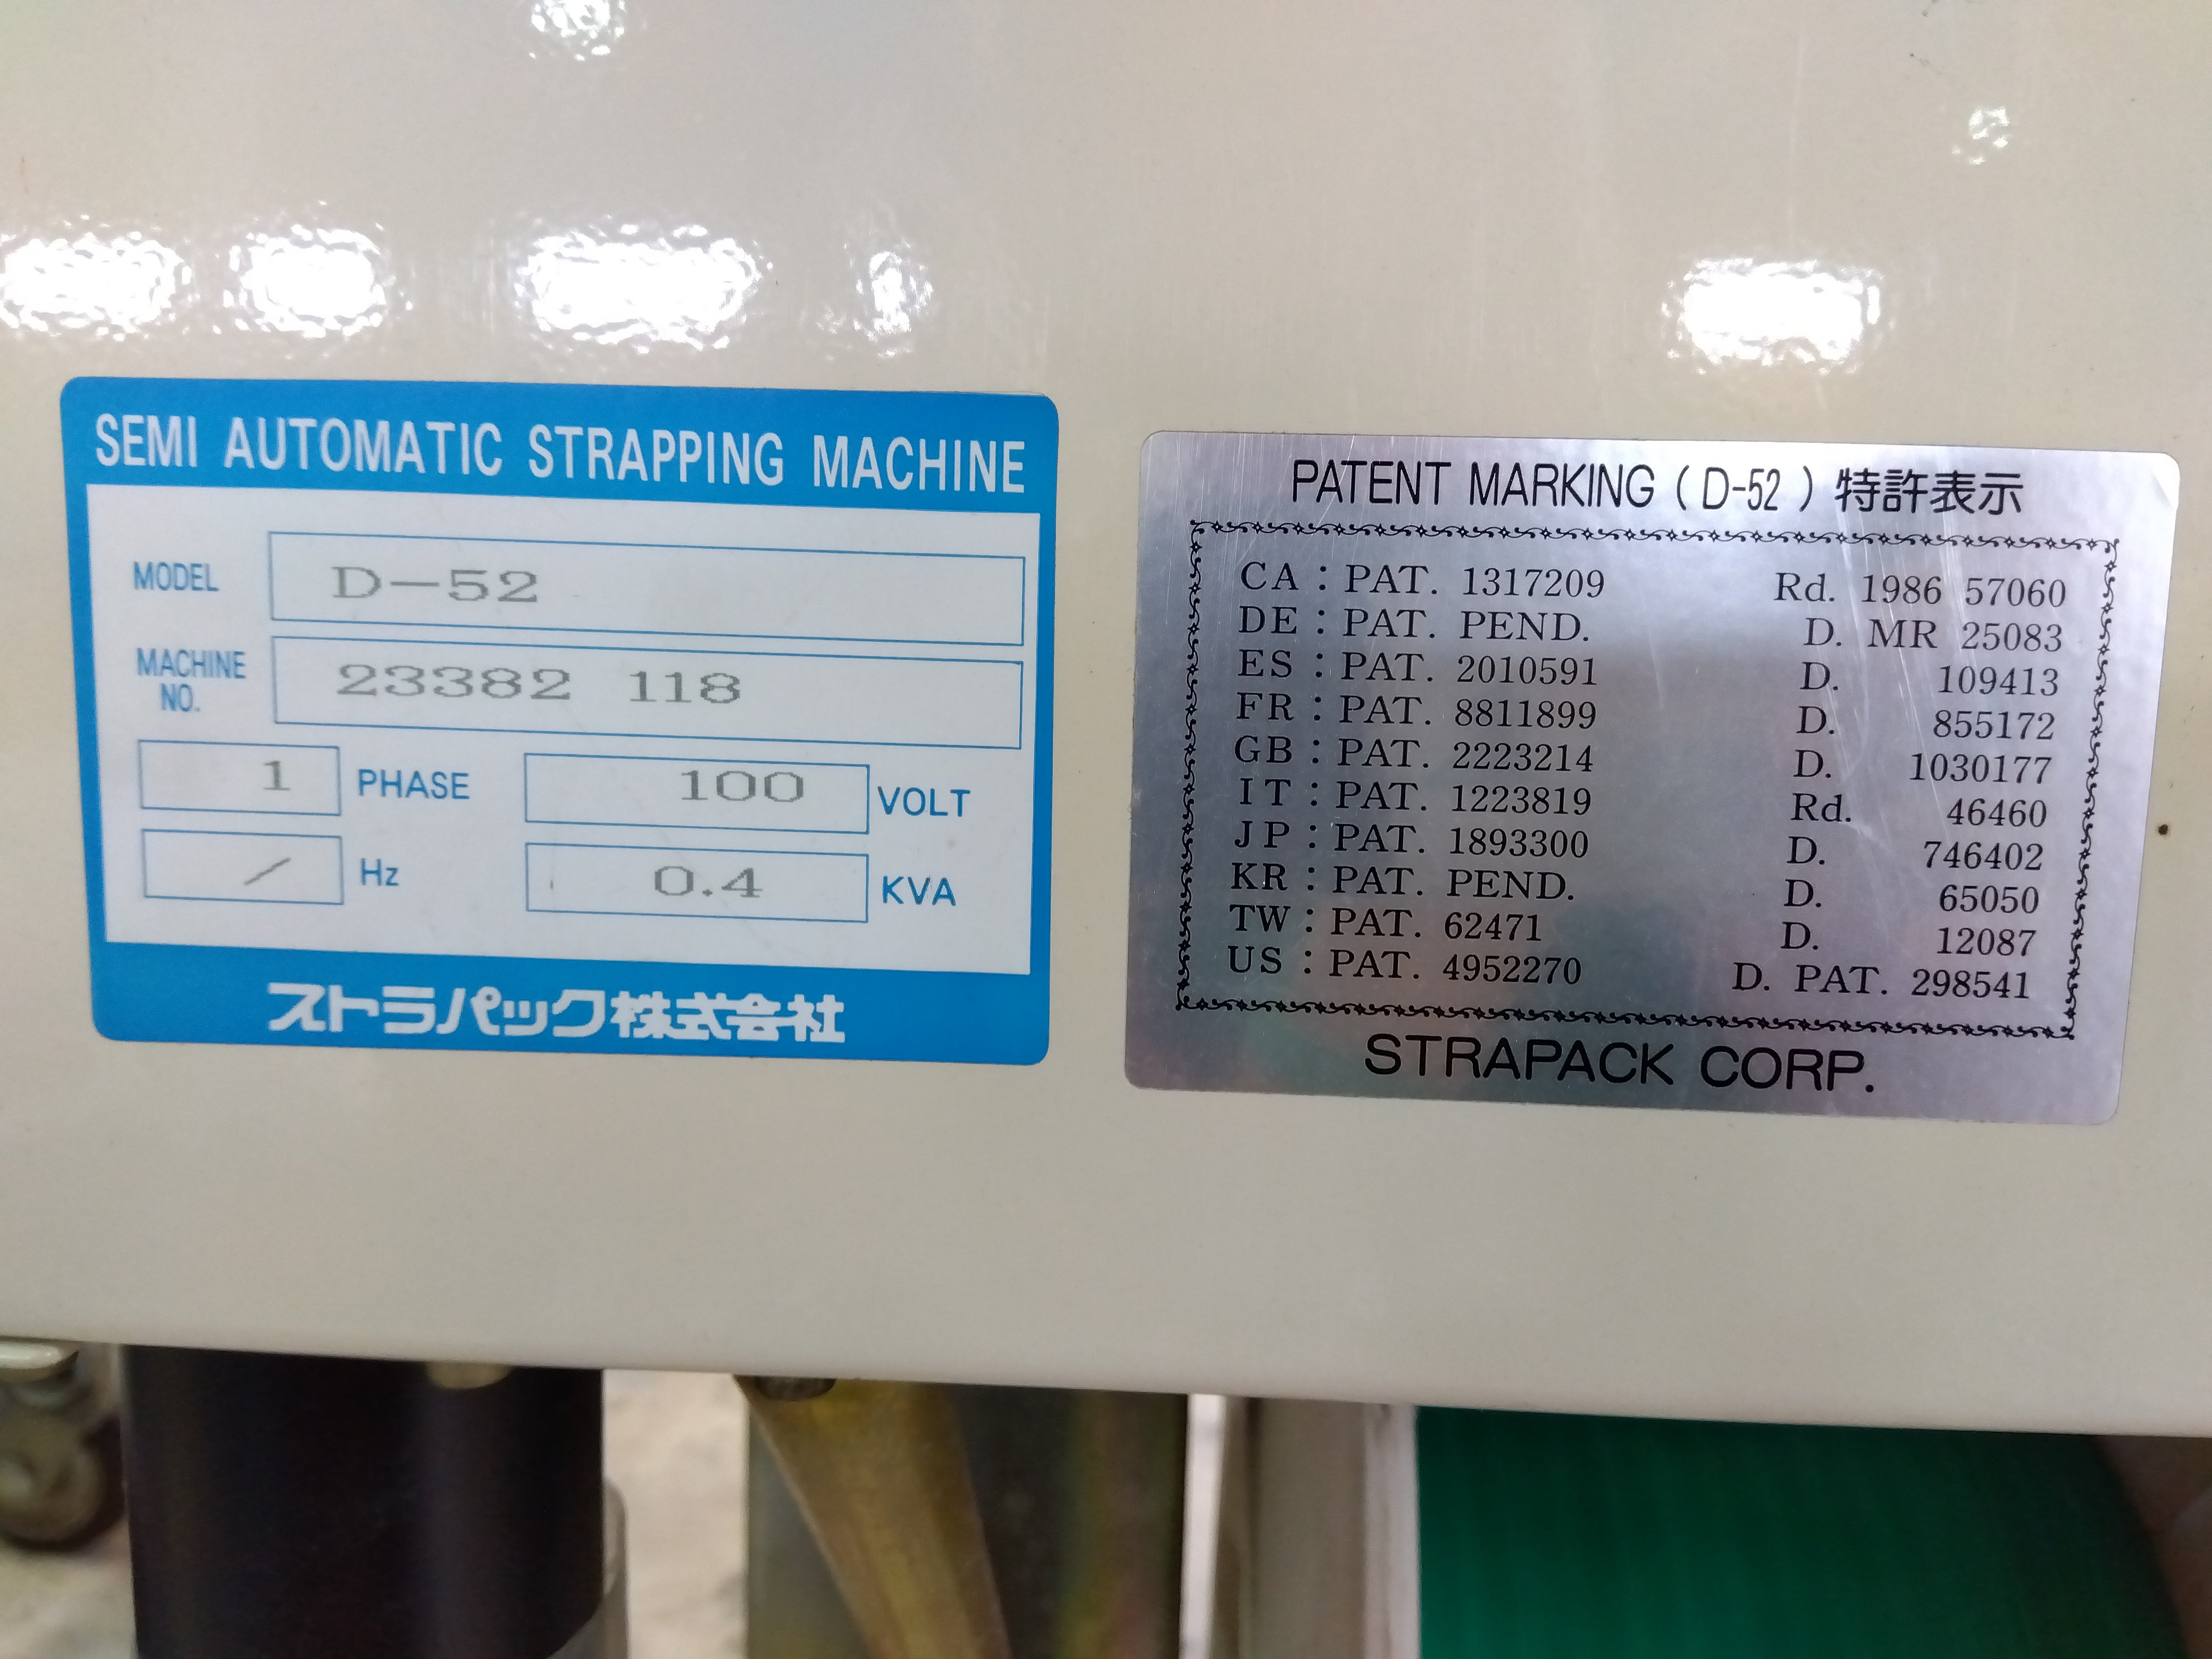 SEMI AUTOMATIC STRAPPING MACHINE
MODEL D-52
MACHINE NO. 23382 118
1 PHASE 100 VOLT
/ Hz 0.4 KVA
ストラパック株式会社
PATENT MARKING (D-52) 特許表示
CA : PAT. 1317209 Rd. 1986 57060
DE : PAT. PEND. D. MR 25083
ES : PAT. 2010591 D. 109413
FR : PAT. 8811899 D. 855172
GB : PAT. 2223214 D. 1030177
IT : PAT. 1223819 Rd. 46460
JP : PAT. 1893300 D. 746402
KR : PAT. PEND. D. 65050
TW : PAT. 62471 D. 12087
US : PAT. 4952270 D. PAT. 298541
STRAPACK CORP.